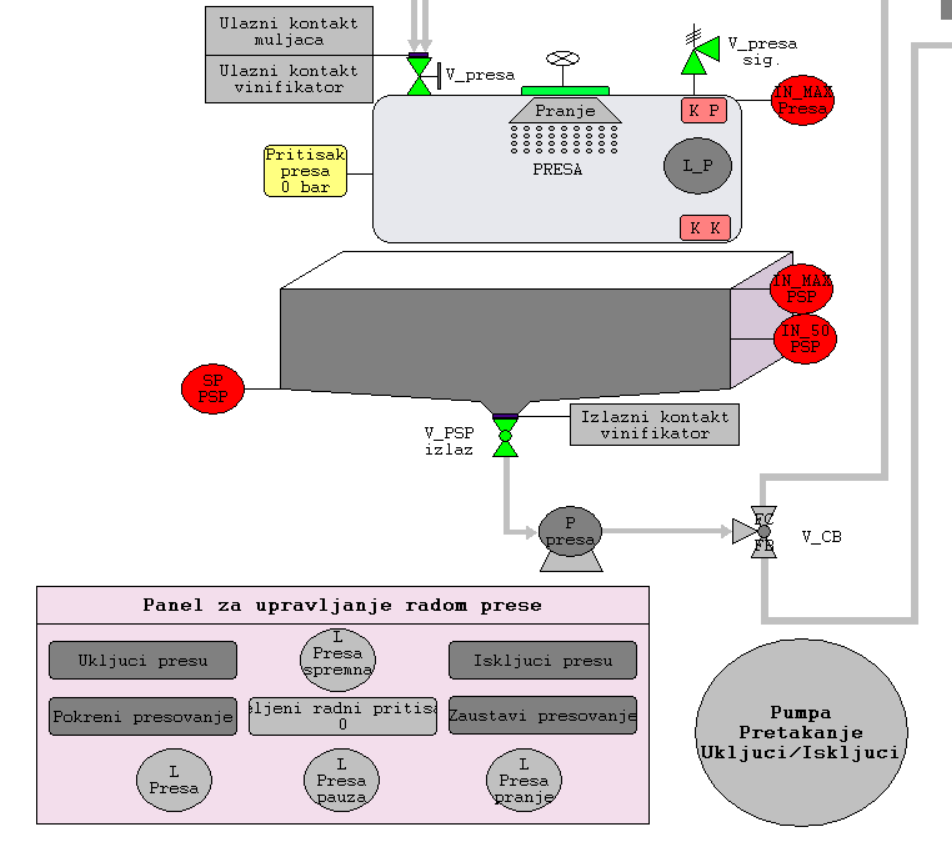 Ulazni kontakt
muljaca
Ulazni kontakt
vinifikator
V_presa
V_presa
sig.
IN_MAX
Presa
K P
Pranje
Pritisak
presa
0 bar
PRESA
L_P
K K
IN_MAX
PSP
IN_50
PSP
SP
PSP
Izlazni kontakt
vinifikator
V_PSP
izlaz
P
presa
FC
FB
V_CB
Panel za upravljanje radom prese
Ukljuci presu
L
Presa
spremna
Iskljuci presu
Pokreni presovanje
eljeni radni pritisa
0
Zaustavi presovanje
L
Presa
L
Presa
pauza
L
Presa
pranje
Pumpa
Pretakanje
Ukljuci/Iskljuci